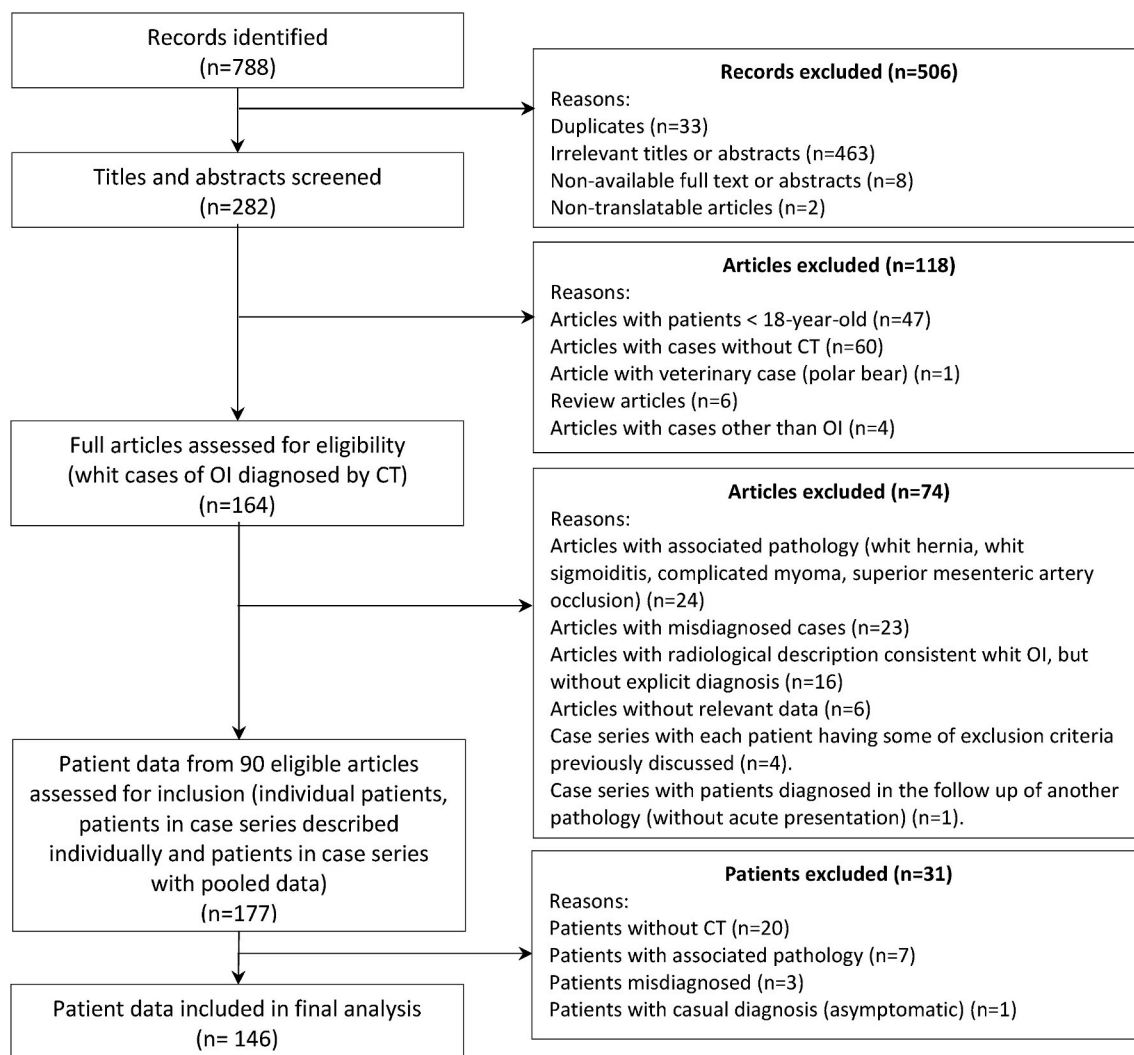 Records identified
(n=788)
Records excluded (n=506)
Reasons:
Duplicates (n=33)
Irrelevant titles or abstracts (n=463)
Non-available full text or abstracts (n=8)
Non-translatable articles (n=2)
Titles and abstracts screened
(n=282)
Articles excluded (n=118)
Reasons:
Articles with patients < 18-year-old (n=47)
Articles with cases without CT (n=60)
Article with veterinary case (polar bear) (n=1)
Review articles (n=6)
Articles with cases other than OI (n=4)
Full articles assessed for eligibility
(whit cases of OI diagnosed by CT)
(n=164)
Articles excluded (n=74)
Reasons:
Articles with associated pathology (whit hernia, whit
sigmoiditis, complicated myoma, superior mesenteric artery
occlusion) (n=24)
Articles with misdiagnosed cases (n=23)
Articles with radiological description consistent whit OI, but
without explicit diagnosis (n=16)
Articles without relevant data (n=6)
Case series with each patient having some of exclusion criteria
previously discussed (n=4).
Case series with patients diagnosed in the follow up of another
pathology (without acute presentation) (n=1).
Patient data from 90 eligible articles
assessed for inclusion (individual patients,
patients in case series described
individually and patients in case series
with pooled data)
(n=177)
Patients excluded (n=31)
Reasons:
Patients without CT (n=20)
Patients with associated pathology (n=7)
Patients misdiagnosed (n=3)
Patients with casual diagnosis (asymptomatic) (n=1)
Patient data included in final analysis
(n= 146)